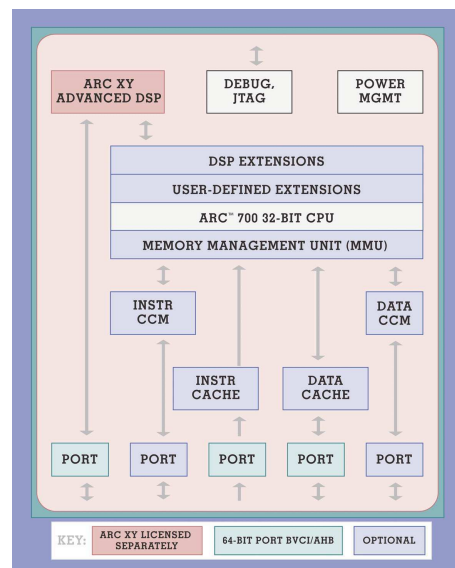 ARC XY
ADVANCED DSP
DEBUG,
JTAG
POWER
MGMT
DSP EXTENSIONS
USER-DEFINED EXTENSIONS
ARC™ 700 32-BIT CPU
MEMORY MANAGEMENT UNIT (MMU)
INSTR
CCM
DATA
CCM
INSTR
CACHE
DATA
CACHE
PORT
PORT
PORT
PORT
PORT
KEY:
ARC XY LICENSED
SEPARATELY
64-BIT PORT BVCI/AHB
OPTIONAL